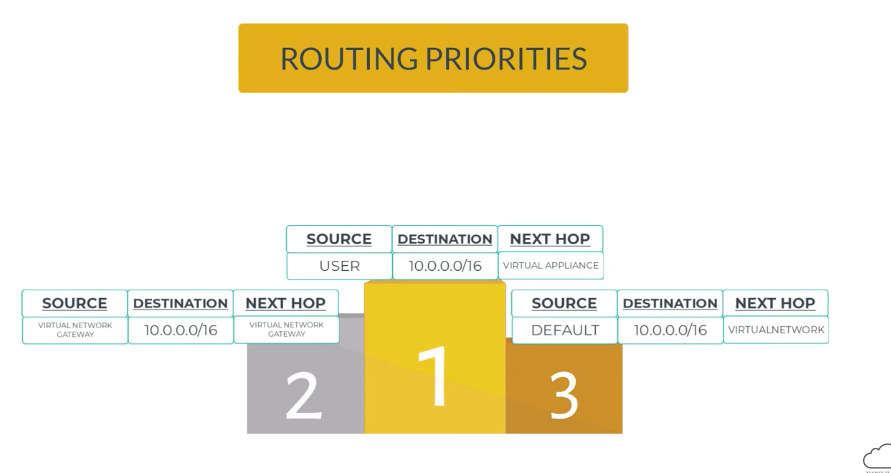 ROUTING PRIORITIES
SOURCE DESTINATION NEXT HOP
USER 10.0.0.0/16 VIRTUAL APPLIANCE
SOURCE DESTINATION NEXT HOP
VIRTUAL NETWORK GATEWAY 10.0.0.0/16 VIRTUAL NETWORK GATEWAY
SOURCE DESTINATION NEXT HOP
DEFAULT 10.0.0.0/16 VIRTUALNETWORK
2 1 3